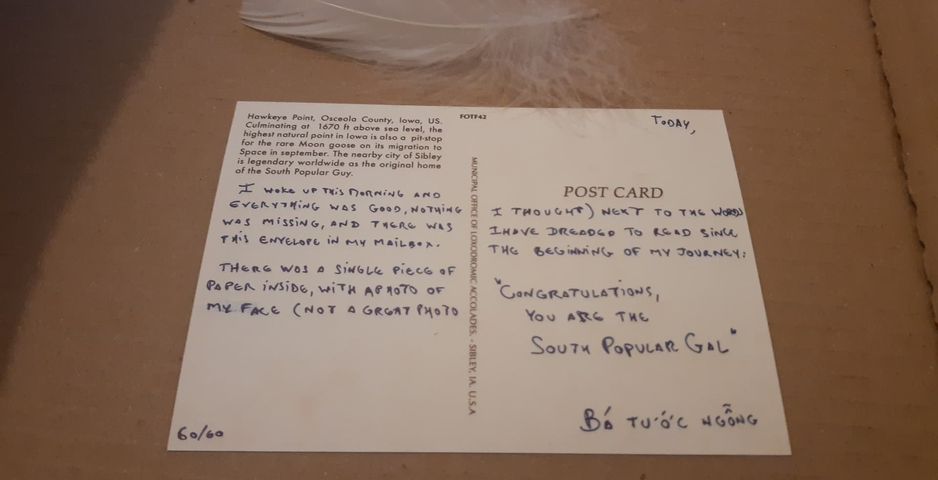 Hawkeye Point, Osceola County, Iowa, US.
Culminating at 1670 ft above sea level, the
highest natural point in Iowa is also a pit-stop
for the rare Moon goose on its migration to
Space in september. The nearby city of Sibley
is legendary worldwide as the original home
of the South Popular Guy.
I WOKE UP THIS MORNING AND
EVERYTHING WAS GOOD, NOTHING
WAS MISSING, AND THERE WAS
THIS ENVELOPE IN MY MAILBOX.
THERE WAS A SINGLE PIECE OF
PAPER INSIDE, WITH A PHOTO OF
MY FACE (NOT A GREAT PHOTO
60/60
FOTF42
MUNICIPAL OFFICE OF LOXODROMIC ACCOLADES. - SIBLEY, IA, U.S.A
TODAY,
POST CARD
I THOUGHT) NEXT TO THE WORDS
I HAVE DREADED TO READ SINCE
THE BEGINNING OF MY JOURNEY:
"CONGRATULATIONS,
YOU ARE THE
SOUTH POPULAR GAL"
BÁ TƯỚC NGỖNG